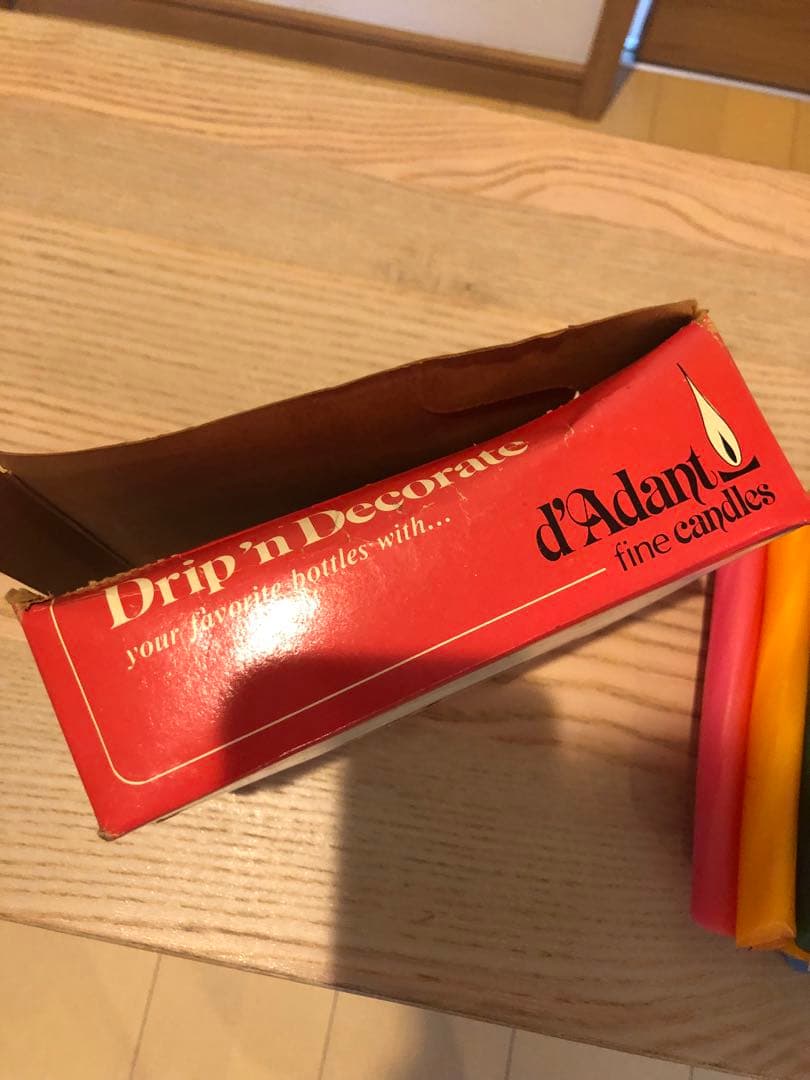 Drip'n Decorate
your favorite bottles with...
d'Adant
fine candles